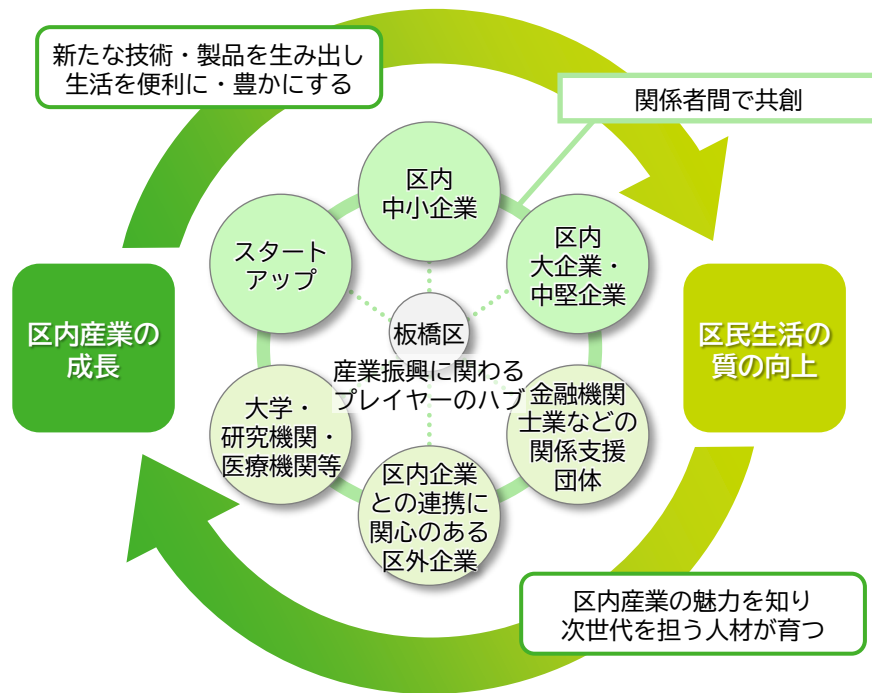 新たな技術・製品を生み出し
生活を便利に・豊かにする
関係者間で共創
区内
中小企業
スタート
アップ
区内
大企業・
中堅企業
区内産業の
成長
板橋区
産業振興に関わる
プレイヤーのハブ
区民生活の
質の向上
大学・
研究機関・
医療機関等
金融機関
士業などの
関係支援
団体
区内企業
との連携に
関心のある
区外企業
区内産業の魅力を知り
次世代を担う人材が育つ